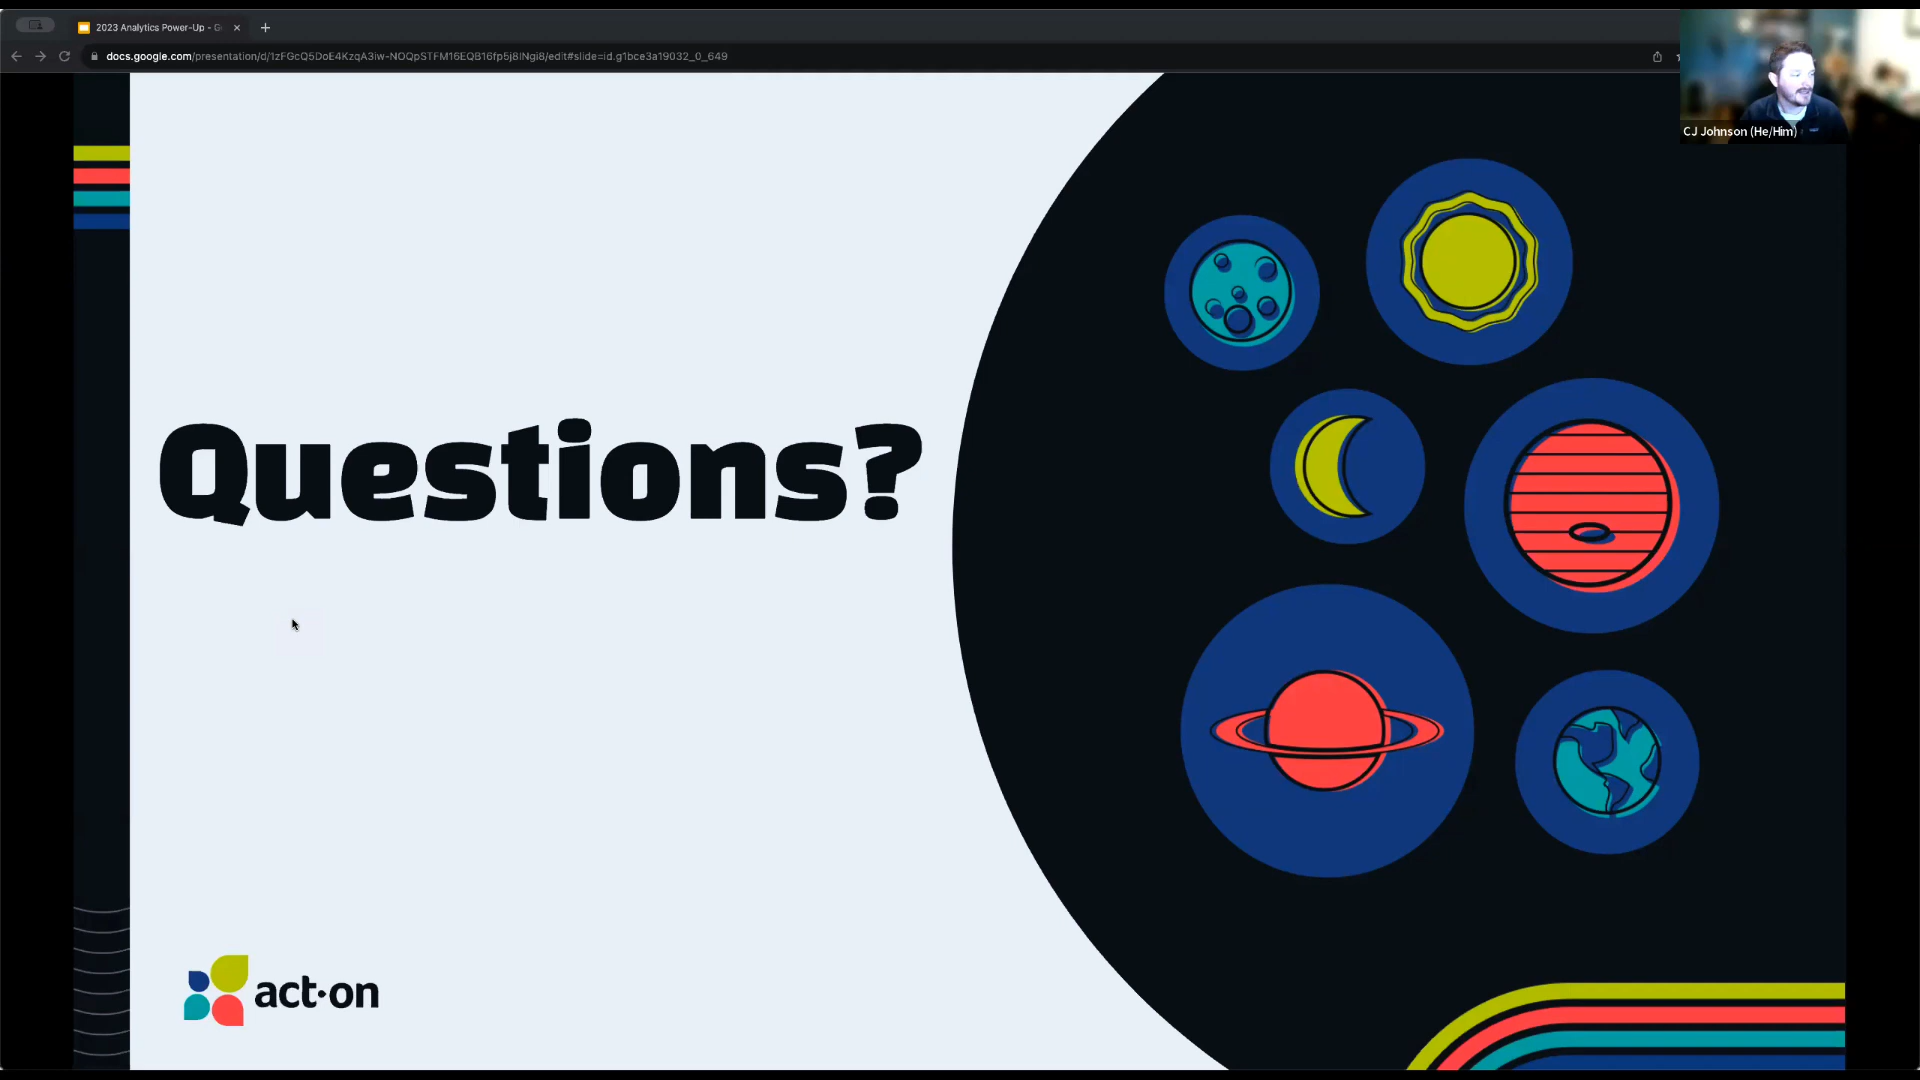 2023 Analytics Power-Up - G
docs.google.com/presentation/d/1zFGcQ5DoE4KzqA3iw-NOQpSTFM16EQB16fp5j8INgi8/edit#slide=id.g1bce3a19032_0_649
CJ Johnson (He/Him)
Questions?
act-on